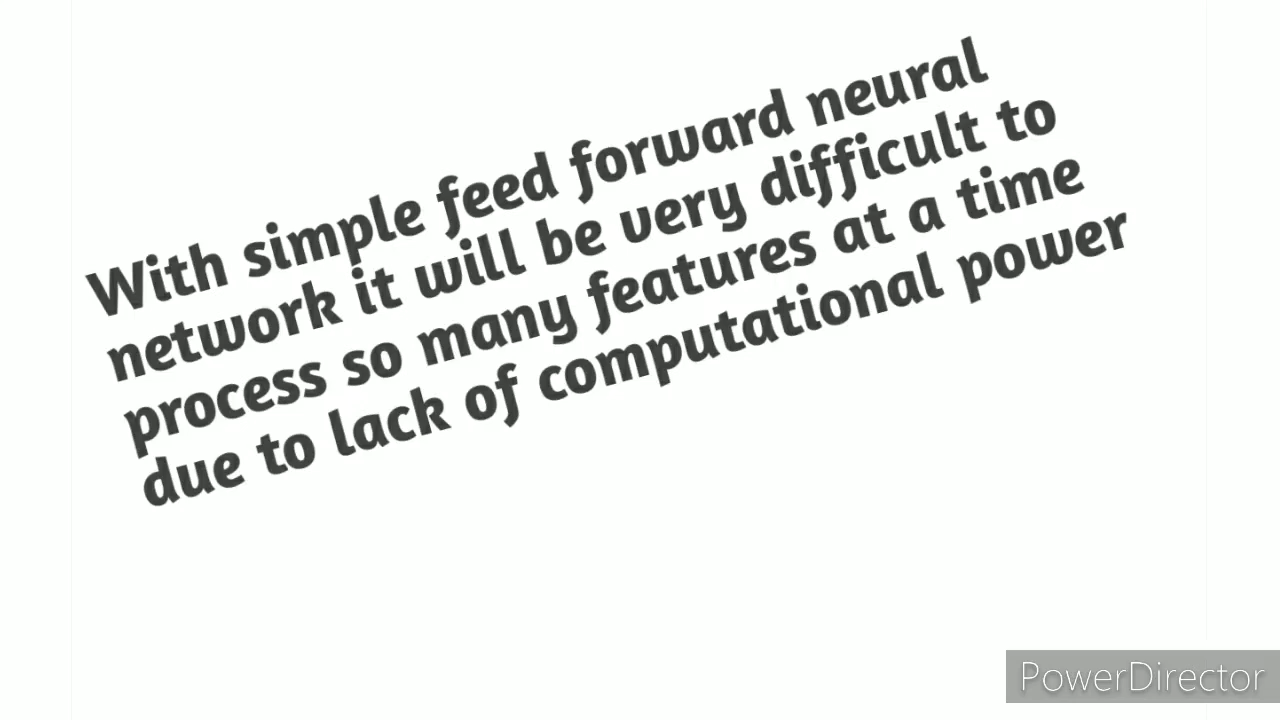 With simple feed forward neural
network it will be very difficult to
process so many features at a time
due to lack of computational power
PowerDirector